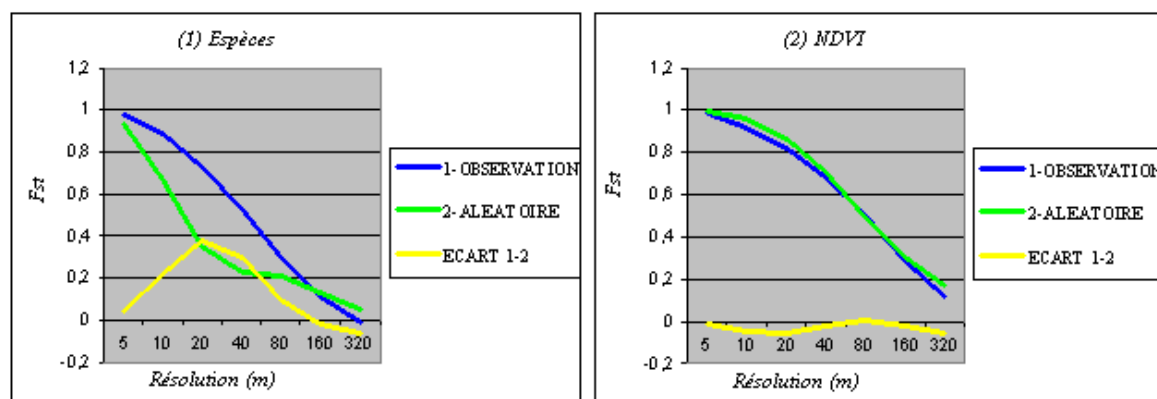 (1) Espèces
1,2
1
0,8
0,6
0,4
0,2
0
-0,2
Fst
5 10 20 40 80 160 320
Résolution (m)
1-OBSERVATION
2-ALEATOIRE
ECART 1-2
(2) NDVI
1,2
1
0,8
0,6
0,4
0,2
0
-0,2
Fst
5 10 20 40 80 160 320
Résolution (m)
1-OBSERVATION
2-ALEATOIRE
ECART 1-2